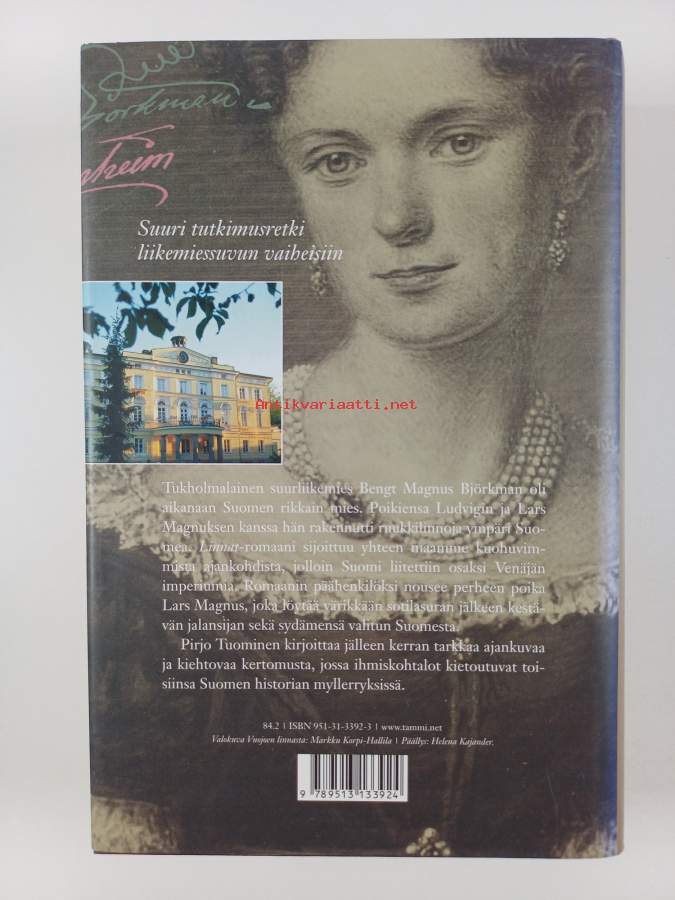 Björkman
Suuri tutkimusretki
liikemiessuvun vaiheisiin
Antikvariaatti.net
Tukholmalainen suurliikemies Bengt Magnus Björkman oli
aikanaan Suomen rikkain mies. Poikiensa Ludvigin ja Lars
Magnuksen kanssa hän rakennutti ruukkilinnoja ympäri Suo-
mea. Linnut-romaani sijoittuu yhteen maamme kuohuvim-
mista ajankohdista, jolloin Suomi liitettiin osaksi Venäjän
imperiumia. Romaanin päähenkilöksi nousee perheen poika
Lars Magnus, joka löytää värikkään sotilasuran jälkeen kestä-
vän jalansijan sekä sydämensä valitun Suomesta.
Pirjo Tuominen kirjoittaa jälleen kerran tarkkaa ajankuvaa
ja kiehtovaa kertomusta, jossa ihmiskohtalot kietoutuvat toi-
siinsa Suomen historian myllerryksissä.
84.2 | ISBN 951-31-3392-3 | www.tammi.net
Valokuva Vuojoen linnasta: Markku Korpi-Hallila | Päällys: Helena Kajander.
9 789513 133924